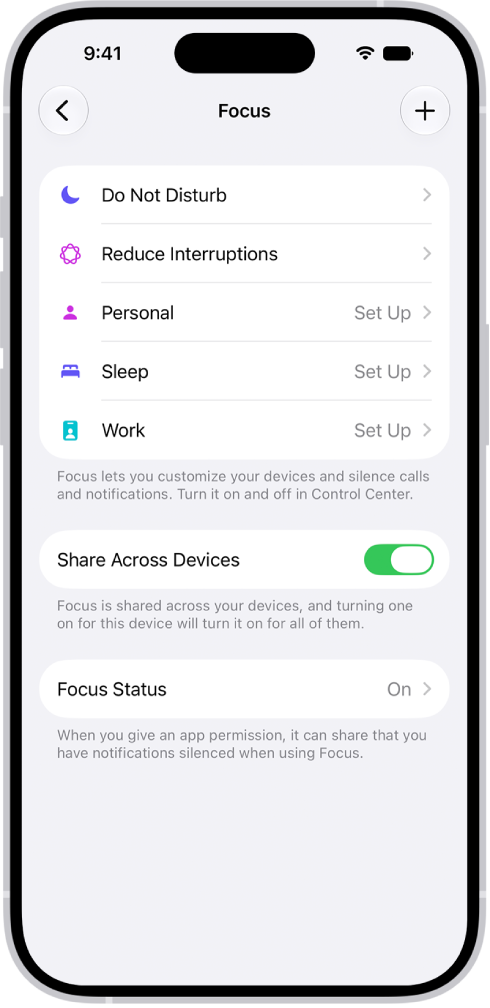 9:41
Focus
Do Not Disturb
Reduce Interruptions
Personal Set Up
Sleep Set Up
Work Set Up
Focus lets you customize your devices and silence calls
and notifications. Turn it on and off in Control Center.
Share Across Devices
Focus is shared across your devices, and turning one
on for this device will turn it on for all of them.
Focus Status On
When you give an app permission, it can share that you
have notifications silenced when using Focus.